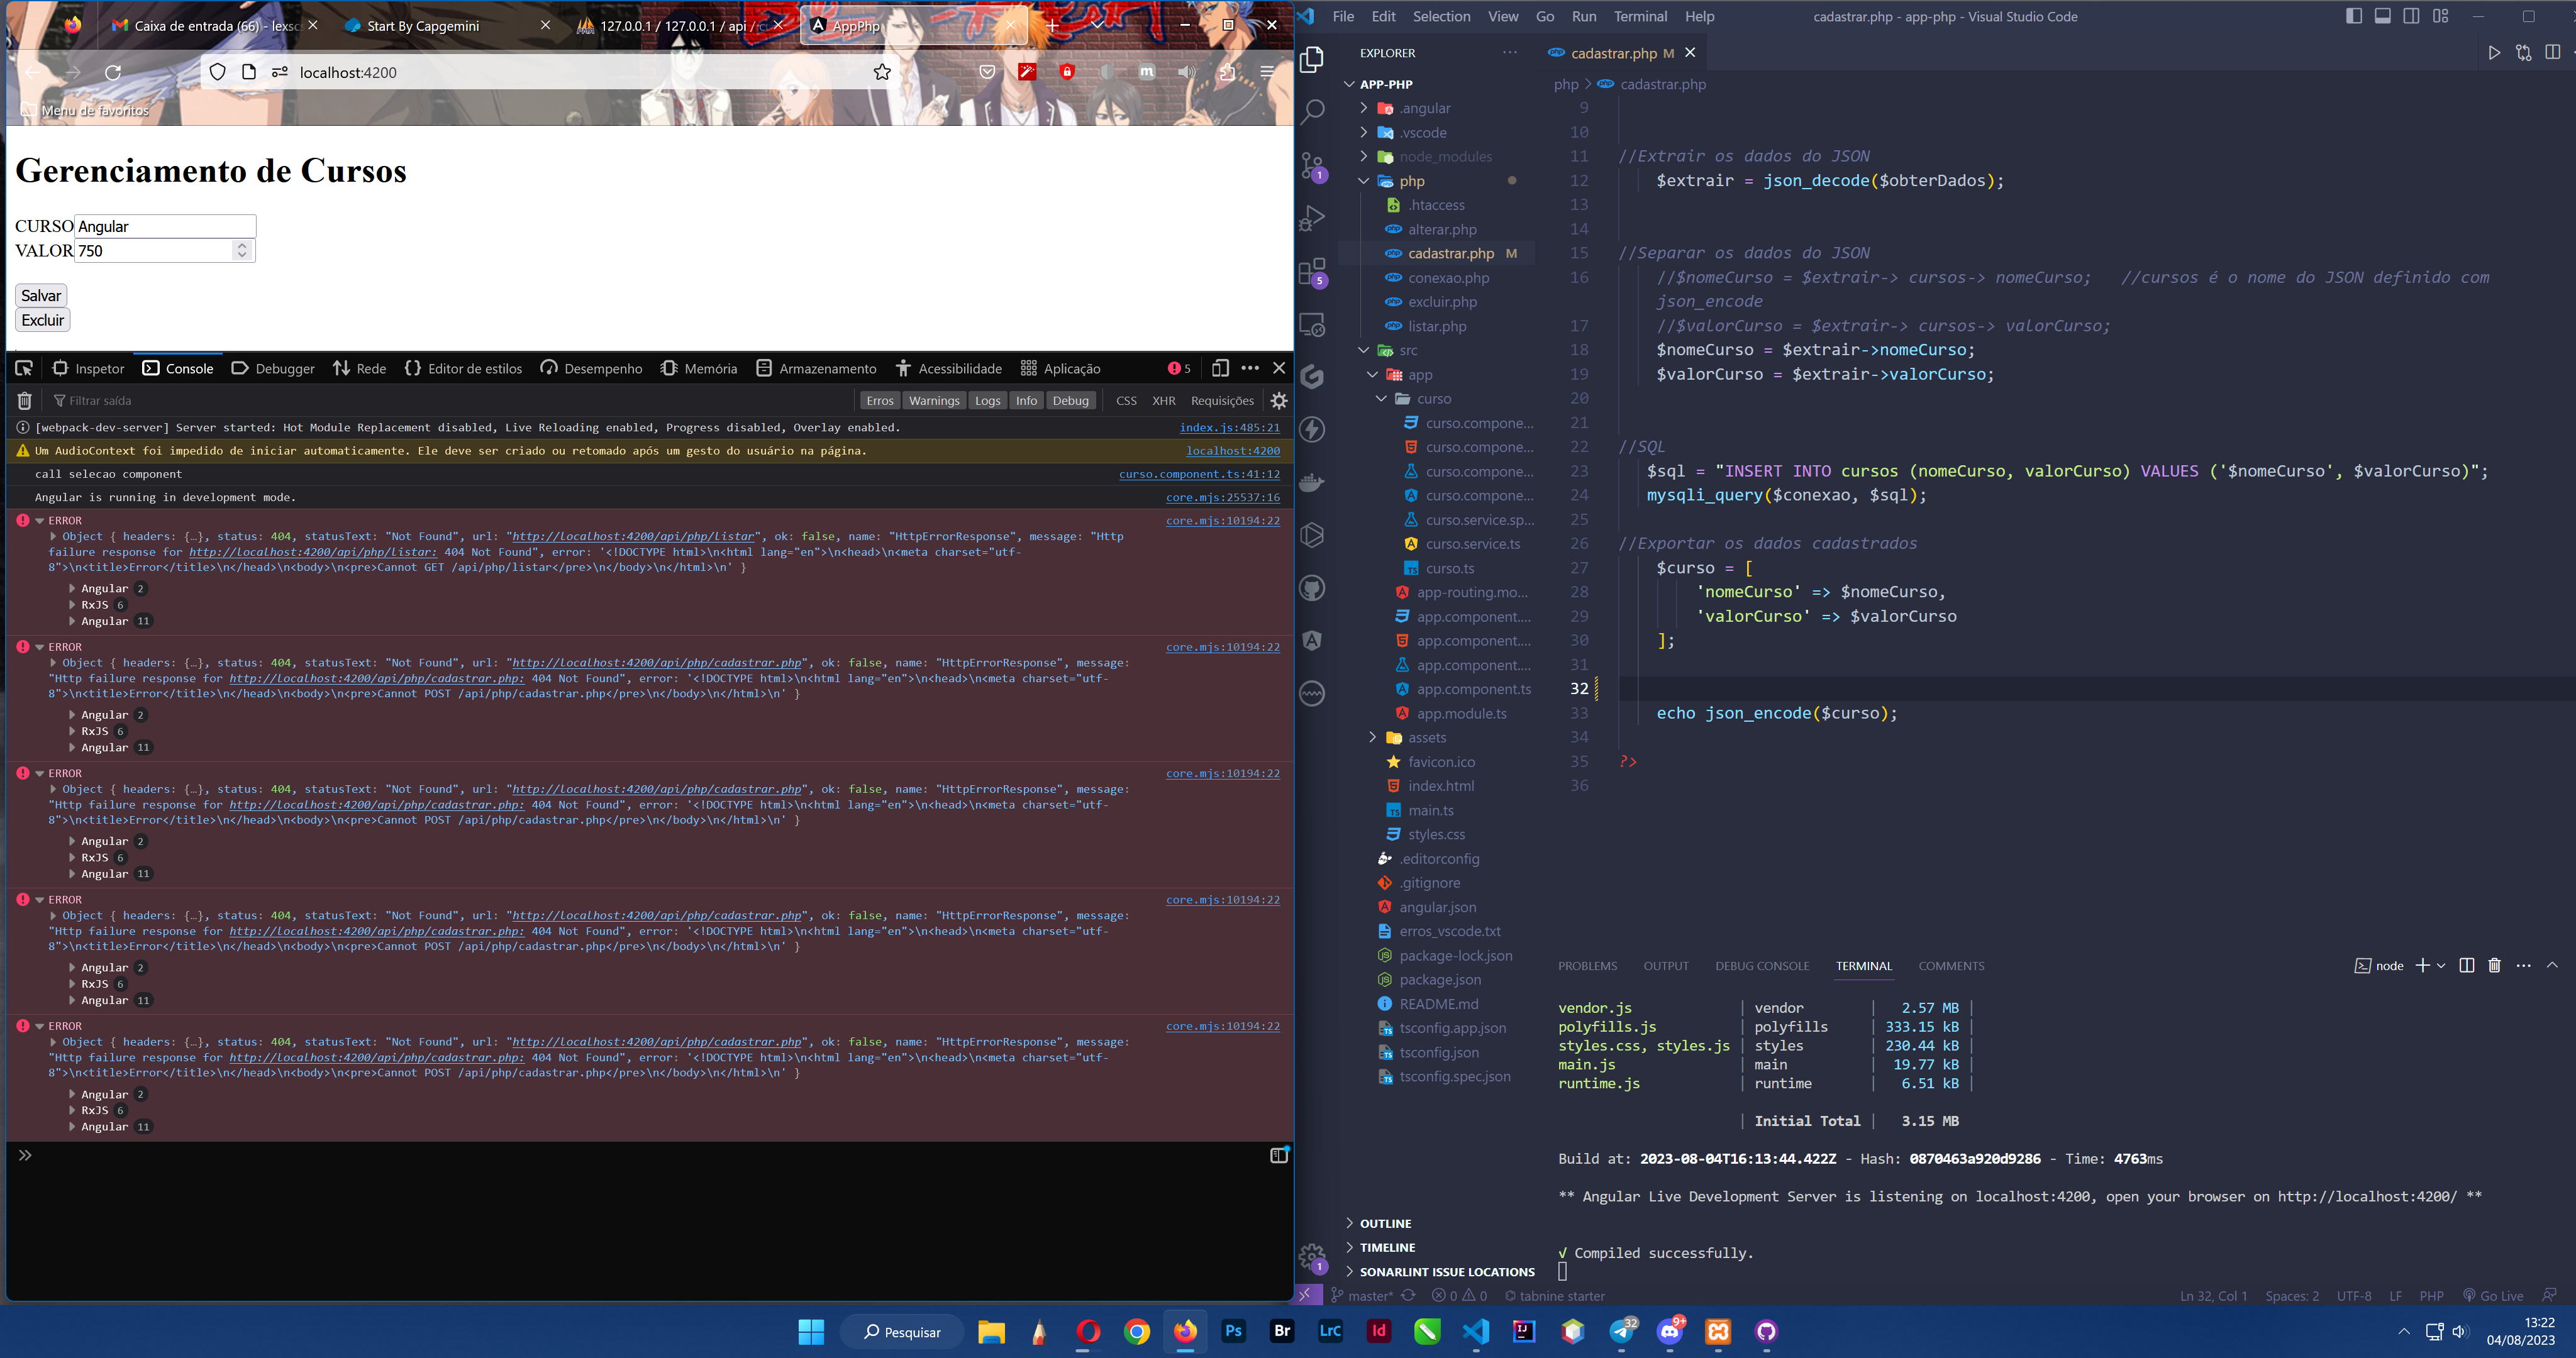 Caixa de entrada (66) - lexsc
Start By Capgemini
127.0.0.1 / 127.0.0.1 / api /
AppPhp
localhost:4200
Menu de favoritos
Gerenciamento de Cursos
CURSO Angular
VALOR 750
Salvar
Excluir
Inspetor Console Debugger Rede Editor de estilos Desempenho Memória Armazenamento Acessibilidade Aplicação 5
Filtrar saída Erros Warnings Logs Info Debug CSS XHR Requisições
[webpack-dev-server] Server started: Hot Module Replacement disabled, Live Reloading enabled, Progress disabled, Overlay enabled. index.js:485:21
Um AudioContext foi impedido de iniciar automaticamente. Ele deve ser criado ou retomado após um gesto do usuário na página. localhost:4200
call selecao component curso.component.ts:41:12
Angular is running in development mode. core.mjs:25537:16
ERROR core.mjs:10194:22
Object { headers: {…}, status: 404, statusText: "Not Found", url: "http://localhost:4200/api/php/listar", ok: false, name: "HttpErrorResponse", message: "Http
failure response for http://localhost:4200/api/php/listar: 404 Not Found", error: '<!DOCTYPE html>\n<html lang="en">\n<head>\n<meta charset="utf-
8">\n<title>Error</title>\n</head>\n<body>\n<pre>Cannot GET /api/php/listar</pre>\n</body>\n</html>\n' }
Angular 2
RxJS 6
Angular 11
ERROR core.mjs:10194:22
Object { headers: {…}, status: 404, statusText: "Not Found", url: "http://localhost:4200/api/php/cadastrar.php", ok: false, name: "HttpErrorResponse", message:
"Http failure response for http://localhost:4200/api/php/cadastrar.php: 404 Not Found", error: '<!DOCTYPE html>\n<html lang="en">\n<head>\n<meta charset="utf-
8">\n<title>Error</title>\n</head>\n<body>\n<pre>Cannot POST /api/php/cadastrar.php</pre>\n</body>\n</html>\n' }
Angular 2
RxJS 6
Angular 11
ERROR core.mjs:10194:22
Object { headers: {…}, status: 404, statusText: "Not Found", url: "http://localhost:4200/api/php/cadastrar.php", ok: false, name: "HttpErrorResponse", message:
"Http failure response for http://localhost:4200/api/php/cadastrar.php: 404 Not Found", error: '<!DOCTYPE html>\n<html lang="en">\n<head>\n<meta charset="utf-
8">\n<title>Error</title>\n</head>\n<body>\n<pre>Cannot POST /api/php/cadastrar.php</pre>\n</body>\n</html>\n' }
Angular 2
RxJS 6
Angular 11
ERROR core.mjs:10194:22
Object { headers: {…}, status: 404, statusText: "Not Found", url: "http://localhost:4200/api/php/cadastrar.php", ok: false, name: "HttpErrorResponse", message:
"Http failure response for http://localhost:4200/api/php/cadastrar.php: 404 Not Found", error: '<!DOCTYPE html>\n<html lang="en">\n<head>\n<meta charset="utf-
8">\n<title>Error</title>\n</head>\n<body>\n<pre>Cannot POST /api/php/cadastrar.php</pre>\n</body>\n</html>\n' }
Angular 2
RxJS 6
Angular 11
ERROR core.mjs:10194:22
Object { headers: {…}, status: 404, statusText: "Not Found", url: "http://localhost:4200/api/php/cadastrar.php", ok: false, name: "HttpErrorResponse", message:
"Http failure response for http://localhost:4200/api/php/cadastrar.php: 404 Not Found", error: '<!DOCTYPE html>\n<html lang="en">\n<head>\n<meta charset="utf-
8">\n<title>Error</title>\n</head>\n<body>\n<pre>Cannot POST /api/php/cadastrar.php</pre>\n</body>\n</html>\n' }
Angular 2
RxJS 6
Angular 11
File Edit Selection View Go Run Terminal Help cadastrar.php - app-php - Visual Studio Code
EXPLORER
APP-PHP
.angular
.vscode
node_modules
php
.htaccess
alterar.php
cadastrar.php M
conexao.php
excluir.php
listar.php
src
app
curso
curso.compone...
curso.compone...
curso.compone...
curso.compone...
curso.service.sp...
curso.service.ts
curso.ts
app-routing.mo...
app.component....
app.component....
app.component....
app.component.ts
app.module.ts
assets
favicon.ico
index.html
main.ts
styles.css
.editorconfig
.gitignore
angular.json
erros_vscode.txt
package-lock.json
package.json
README.md
tsconfig.app.json
tsconfig.json
tsconfig.spec.json
OUTLINE
TIMELINE
SONARLINT ISSUE LOCATIONS
1
5
1
cadastrar.php M
php > cadastrar.php
9
10
11 //Extrair os dados do JSON
12 $extrair = json_decode($obterDados);
13
14
15 //Separar os dados do JSON
16 //$nomeCurso = $extrair-> cursos-> nomeCurso; //cursos é o nome do JSON definido com
json_encode
17 //$valorCurso = $extrair-> cursos-> valorCurso;
18 $nomeCurso = $extrair->nomeCurso;
19 $valorCurso = $extrair->valorCurso;
20
21
22 //SQL
23 $sql = "INSERT INTO cursos (nomeCurso, valorCurso) VALUES ('$nomeCurso', $valorCurso)";
24 mysqli_query($conexao, $sql);
25
26 //Exportar os dados cadastrados
27 $curso = [
28 'nomeCurso' => $nomeCurso,
29 'valorCurso' => $valorCurso
30 ];
31
32
33 echo json_encode($curso);
34
35 ?>
36
PROBLEMS OUTPUT DEBUG CONSOLE TERMINAL COMMENTS node
vendor.js | vendor | 2.57 MB |
polyfills.js | polyfills | 333.15 kB |
styles.css, styles.js | styles | 230.44 kB |
main.js | main | 19.77 kB |
runtime.js | runtime | 6.51 kB |
| Initial Total | 3.15 MB
Build at: 2023-08-04T16:13:44.422Z - Hash: 0870463a920d9286 - Time: 4763ms
** Angular Live Development Server is listening on localhost:4200, open your browser on http://localhost:4200/ **
√ Compiled successfully.
master* 0 0 tabnine starter Ln 32, Col 1 Spaces: 2 UTF-8 LF PHP Go Live
Pesquisar Ps Br LrC Id 32 9+
13:22
04/08/2023